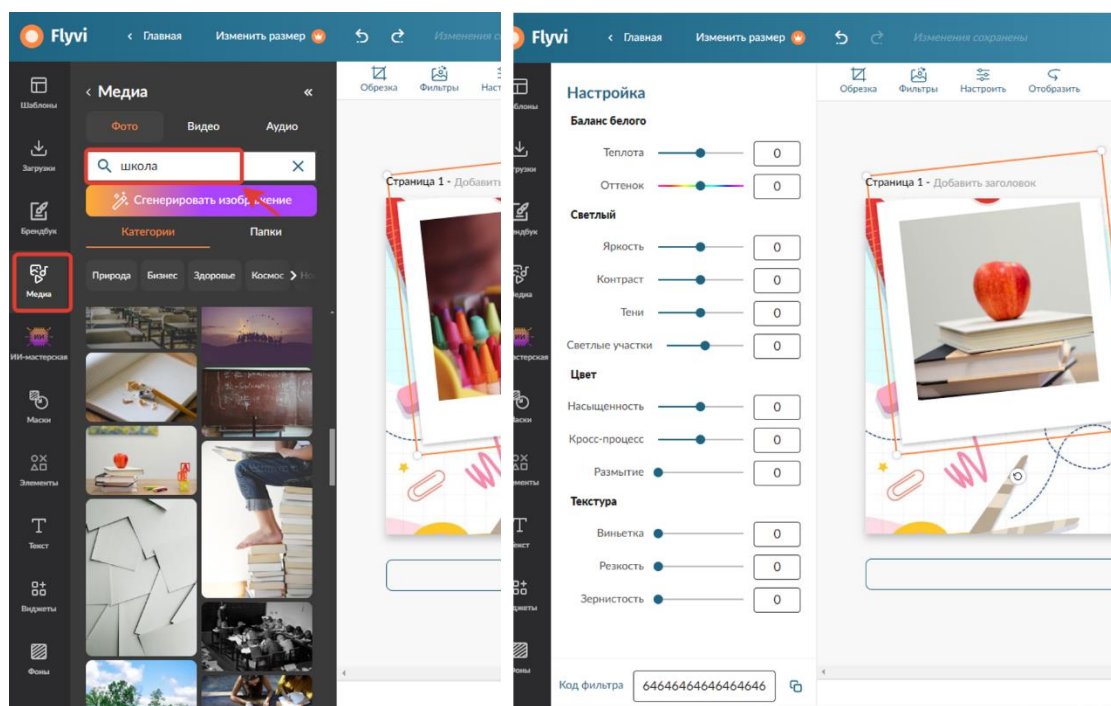 Flyvi
Главная
Изменить размер
Изменения
Шаблоны
Загрузки
Брендбук
Медиа
ИИ-мастерская
Маски
Элементы
Текст
Виджеты
Фоны
Медиа
Фото Видео Аудио
школа
Сгенерировать изображение
Категории Папки
Природа Бизнес Здоровье Космос
Обрезка Фильтры
Страница 1 - Добавить
Flyvi
Главная
Изменить размер
Изменения сохранены
Настройка
Баланс белого
Теплота 0
Оттенок 0
Светлый
Яркость 0
Контраст 0
Тени 0
Светлые участки 0
Цвет
Насыщенность 0
Кросс-процесс 0
Размытие 0
Текстура
Виньетка 0
Резкость 0
Зернистость 0
Код фильтра 64646464646464646
Обрезка Фильтры Настроить Отобразить
Страница 1 - Добавить заголовок